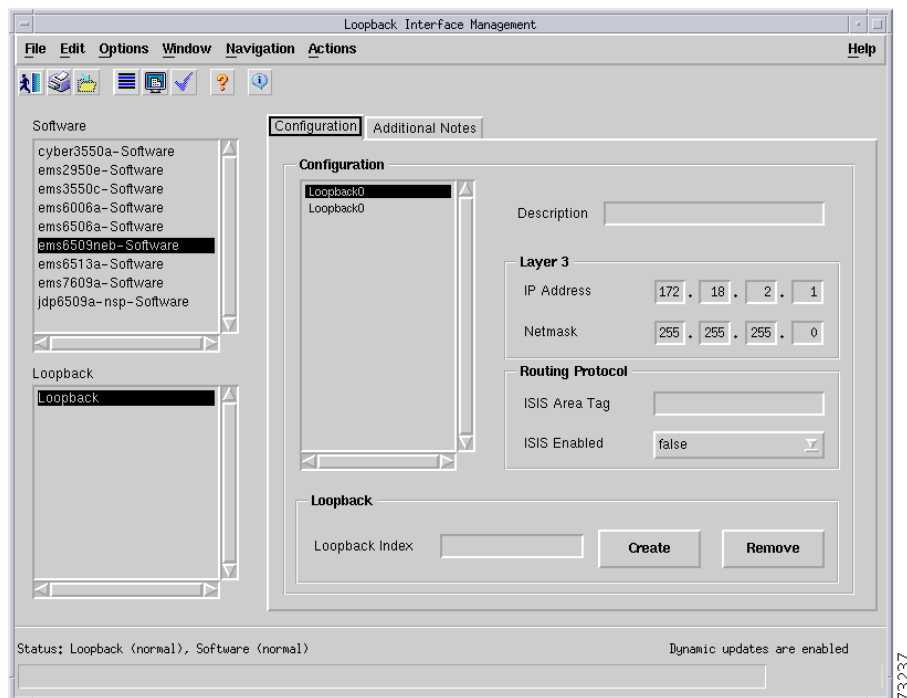 Loopback Interface Management
File Edit Options Window Navigation Actions Help
Software
cyber3550a-Software
ems2950e-Software
ems3550c-Software
ems6006a-Software
ems6506a-Software
ems6509neb-Software
ems6513a-Software
ems7609a-Software
jdp6509a-nsp-Software
Loopback
Loopback
Configuration Additional Notes
Configuration
Loopback0
Loopback0
Description
Layer 3
IP Address 172 . 18 . 2 . 1
Netmask 255 . 255 . 255 . 0
Routing Protocol
ISIS Area Tag
ISIS Enabled false
Loopback
Loopback Index Create Remove
Status: Loopback (normal), Software (normal) Dynamic updates are enabled
73237